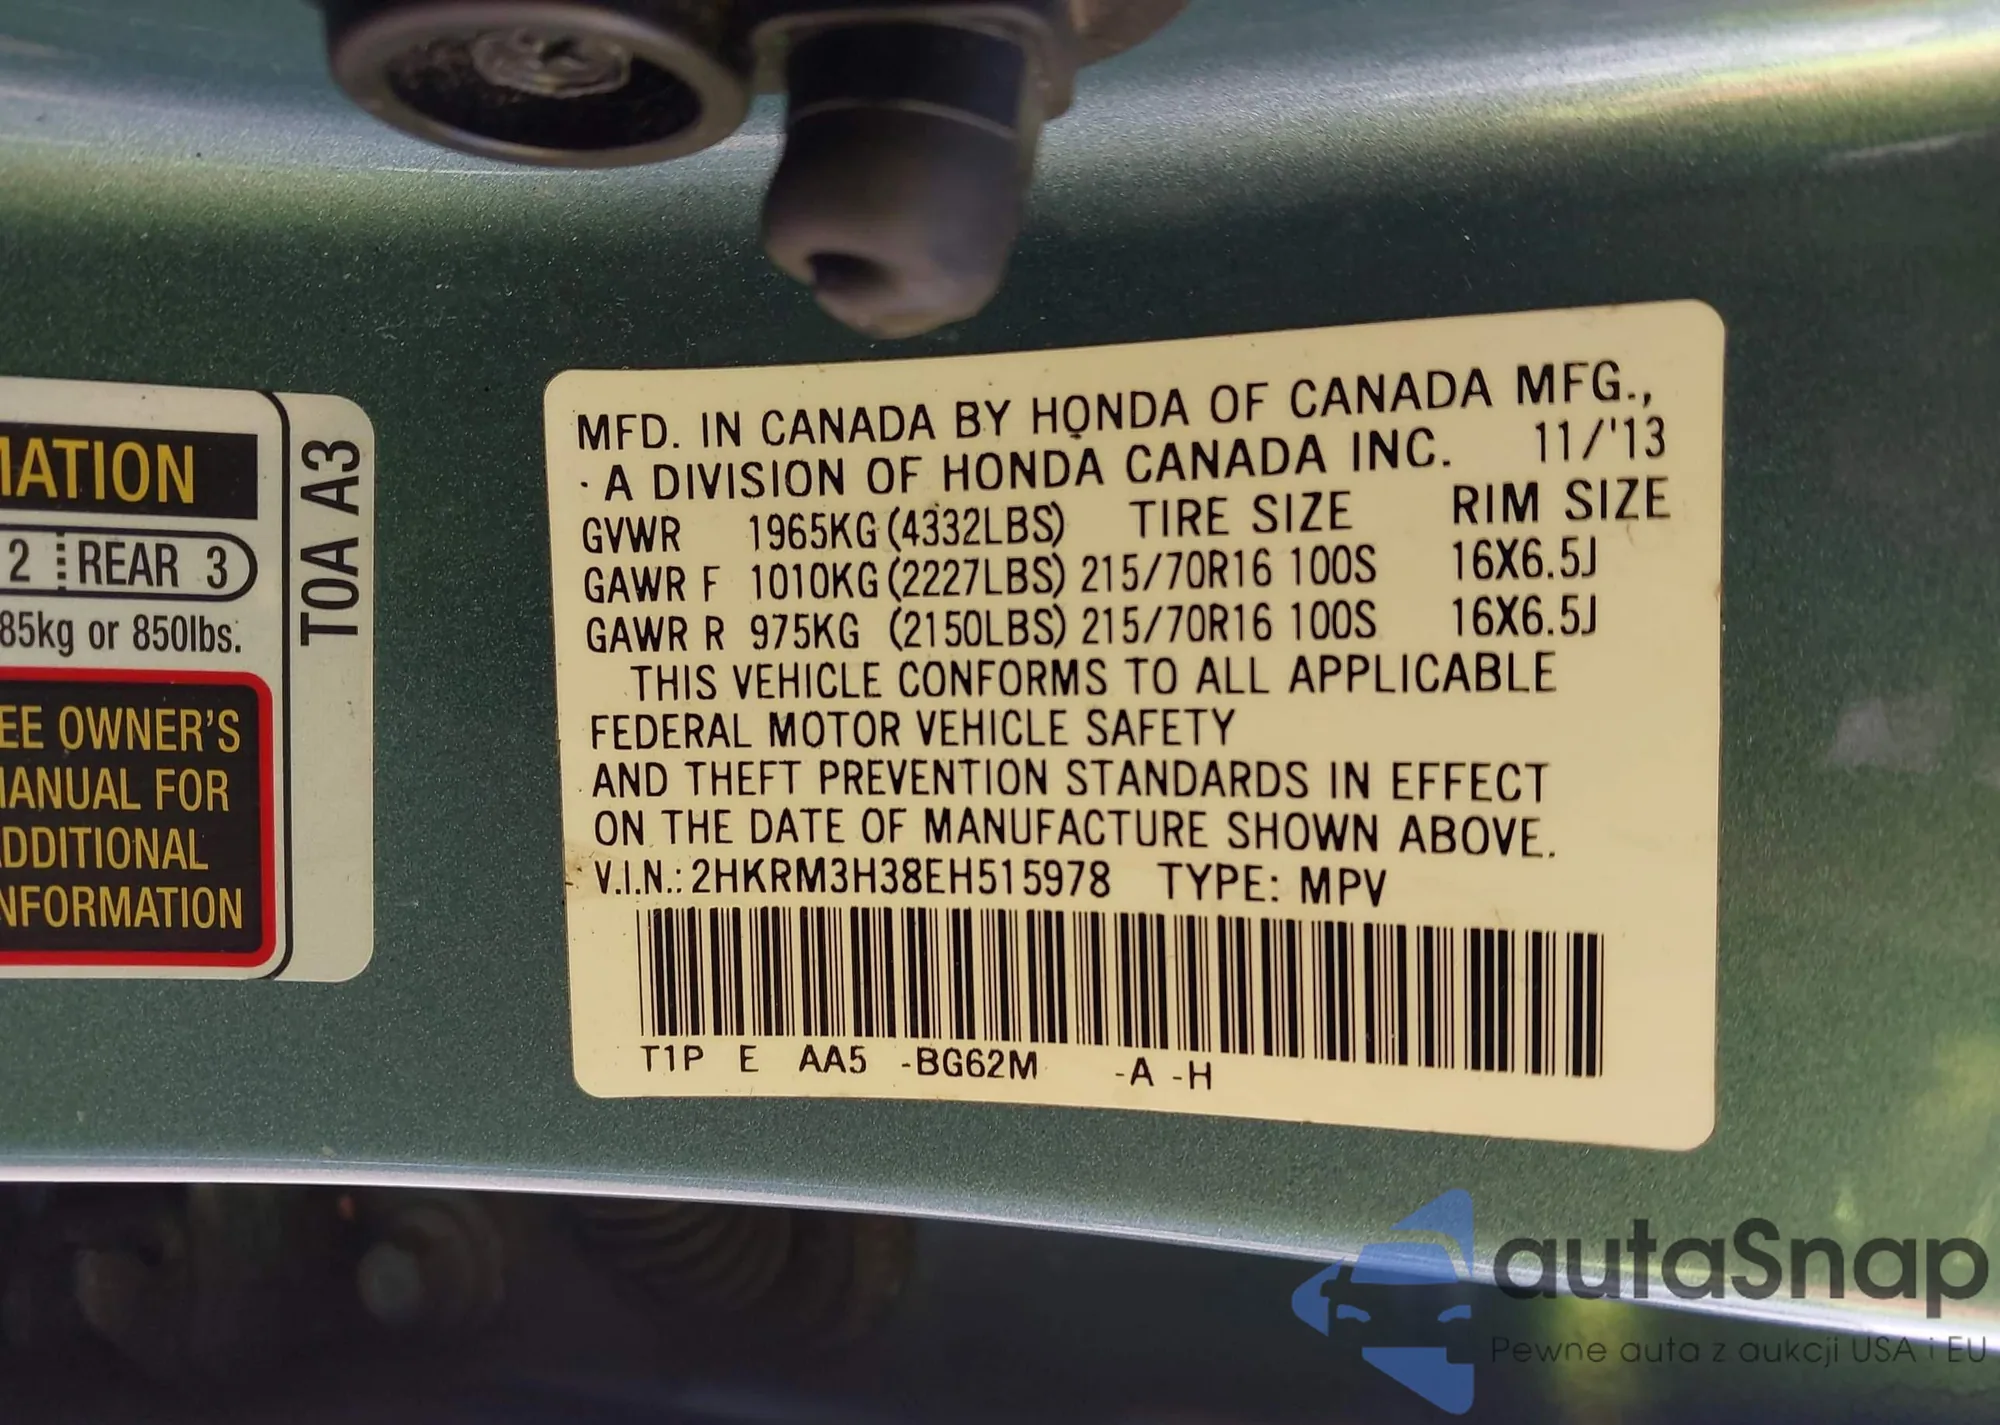 MATION
2 REAR 3
85kg or 850lbs.
EE OWNER'S
MANUAL FOR
ADDITIONAL
INFORMATION
T0A A3
MFD. IN CANADA BY HONDA OF CANADA MFG.,
A DIVISION OF HONDA CANADA INC. 11/'13
GVWR 1965KG (4332LBS) TIRE SIZE RIM SIZE
GAWR F 1010KG (2227LBS) 215/70R16 100S 16X6.5J
GAWR R 975KG (2150LBS) 215/70R16 100S 16X6.5J
THIS VEHICLE CONFORMS TO ALL APPLICABLE
FEDERAL MOTOR VEHICLE SAFETY
AND THEFT PREVENTION STANDARDS IN EFFECT
ON THE DATE OF MANUFACTURE SHOWN ABOVE.
V.I.N.: 2HKRM3H38EH515978 TYPE: MPV
T1P E AA5 -BG62M -A -H
autaSnap
Pewne auta z aukcji USA i EU